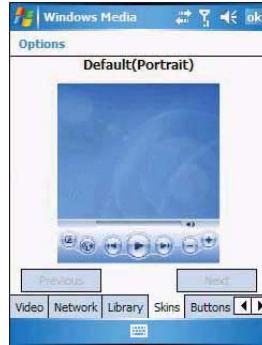 Windows Media ok
Options
Default(Portrait)
Previous Next
Video Network Library Skins Buttons